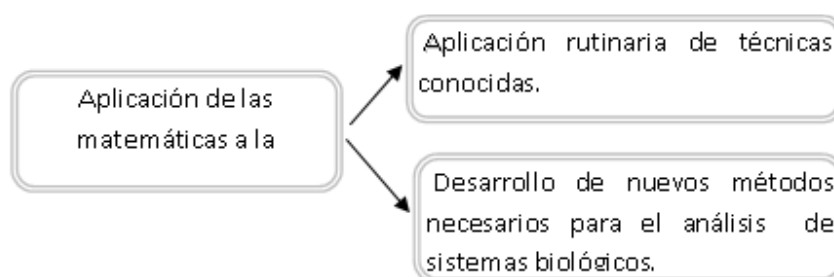 Aplicación de las
matemáticas a la
Aplicación rutinaria de técnicas
conocidas.
Desarrollo de nuevos métodos
necesarios para el análisis de
sistemas biológicos.